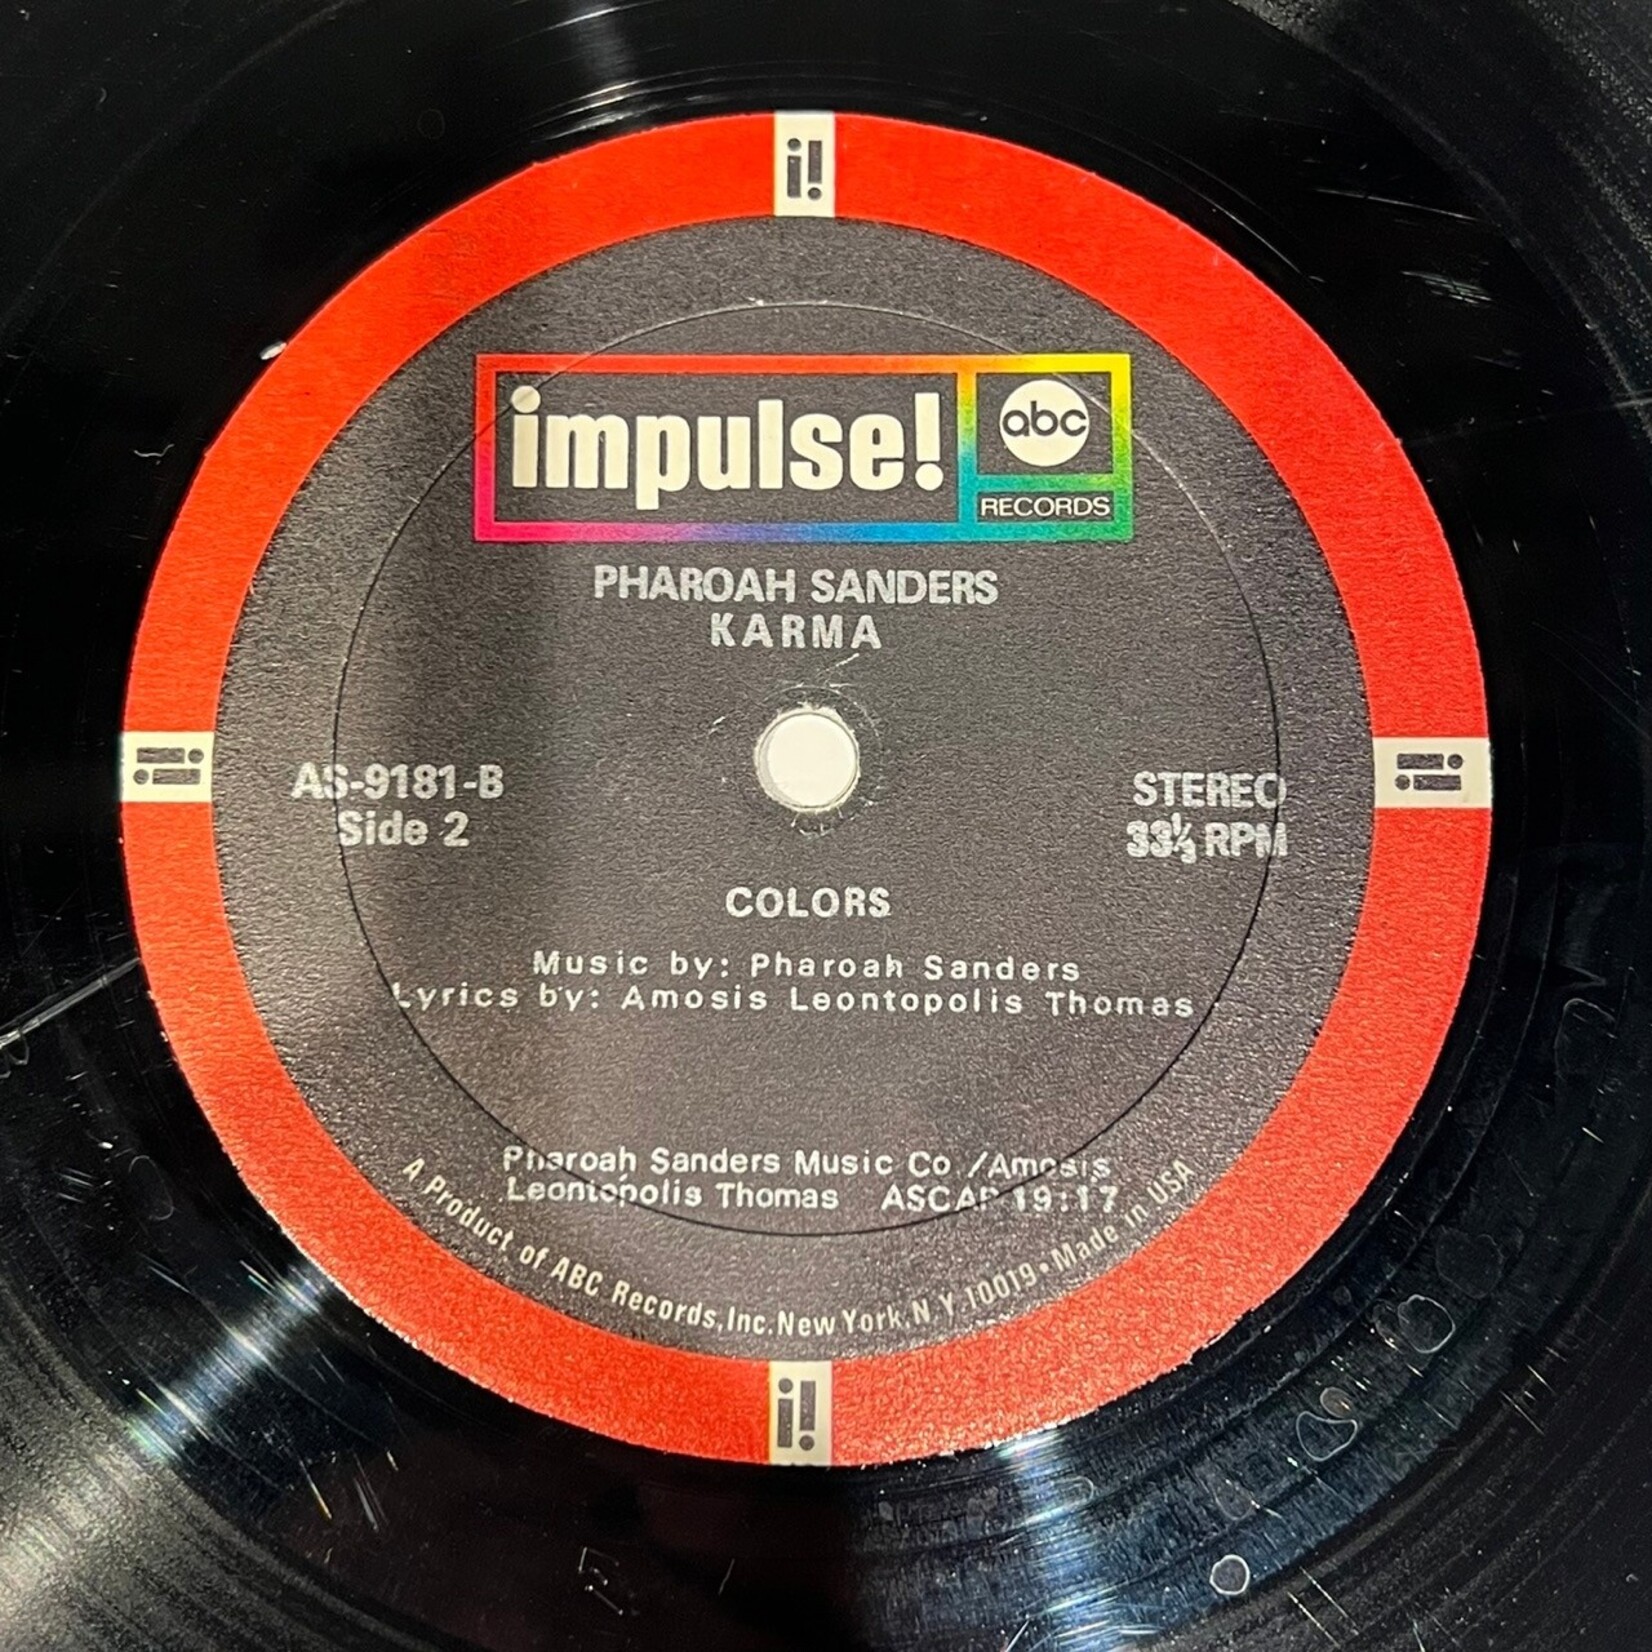 i!
impulse!
abc
RECORDS
PHAROAH SANDERS
KARMA
i!
i!
AS-9181-B
Side 2
STEREO
33⅓ RPM
COLORS
Music by: Pharoah Sanders
Lyrics by: Amosis Leontopolis Thomas
Pharoah Sanders Music Co /Amosis
Leontopolis Thomas ASCAP 19:17
A Product of ABC Records, Inc. New York, N Y 10019 • Made in USA
i!